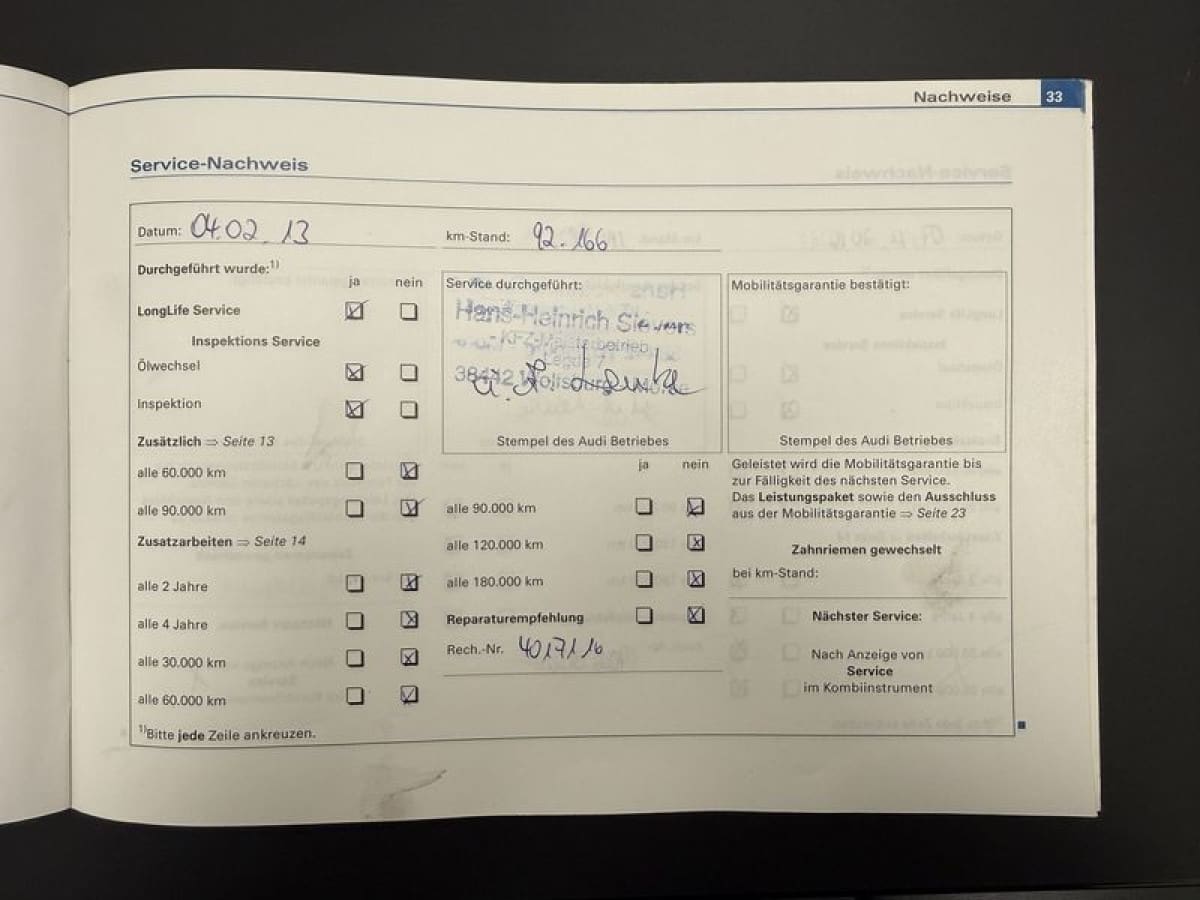 Nachweise 33
Service-Nachweis
Datum: 04.02.13
km-Stand: 92.166
Durchgeführt wurde:1)
ja nein
LongLife Service
Inspektions Service
Ölwechsel
Inspektion
Zusätzlich ⇒ Seite 13
alle 60.000 km
alle 90.000 km
Zusatzarbeiten ⇒ Seite 14
alle 2 Jahre
alle 4 Jahre
alle 30.000 km
alle 60.000 km
1)Bitte jede Zeile ankreuzen.
Service durchgeführt:
Hans-Heinrich
- KFZ-Meisterbetrieb
38442 Wolfsburg
Stempel des Audi Betriebes
ja nein
alle 90.000 km
alle 120.000 km
alle 180.000 km
Reparaturempfehlung
Rech.-Nr. 4017116
Mobilitätsgarantie bestätigt:
Stempel des Audi Betriebes
Geleistet wird die Mobilitätsgarantie bis
zur Fälligkeit des nächsten Service.
Das Leistungspaket sowie den Ausschluss
aus der Mobilitätsgarantie ⇒ Seite 23
Zahnriemen gewechselt
bei km-Stand:
Nächster Service:
Nach Anzeige von
Service
im Kombiinstrument